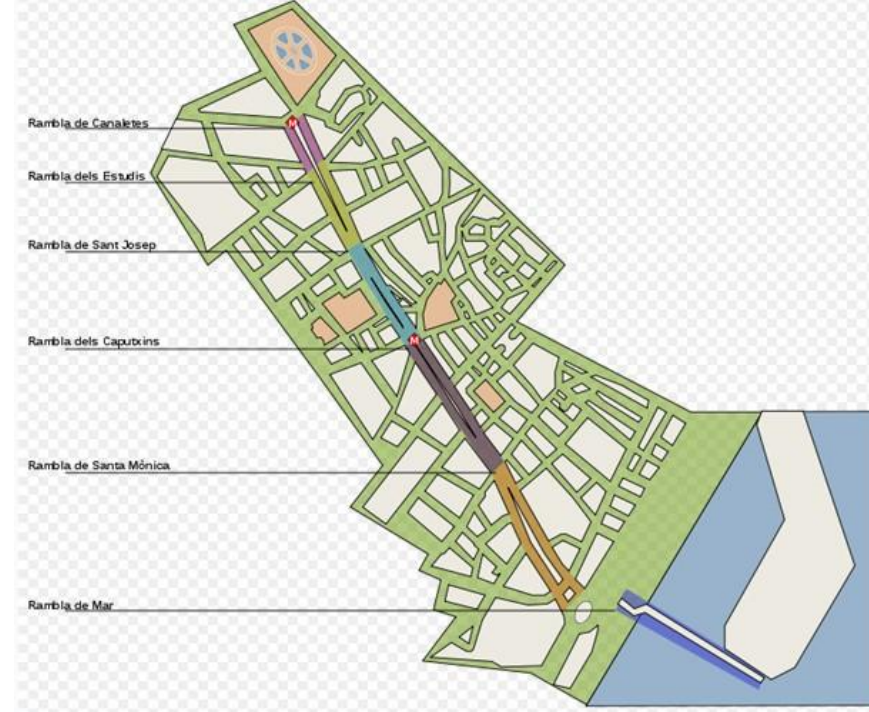 Rambla de Canaletes
M
Rambla dels Estudis
Rambla de Sant Josep
Rambla dels Caputxins
M
Rambla de Santa Mònica
Rambla de Mar